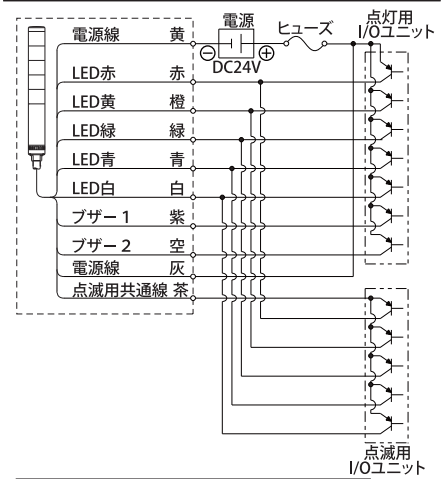 電源
ヒューズ
点灯用
I/Oユニット
⊖ ⊕
DC24V
電源線 黄
LED赤 赤
LED黄 橙
LED緑 緑
LED青 青
LED白 白
ブザー1 紫
ブザー2 空
電源線 灰
点滅用共通線 茶
点滅用
I/Oユニット